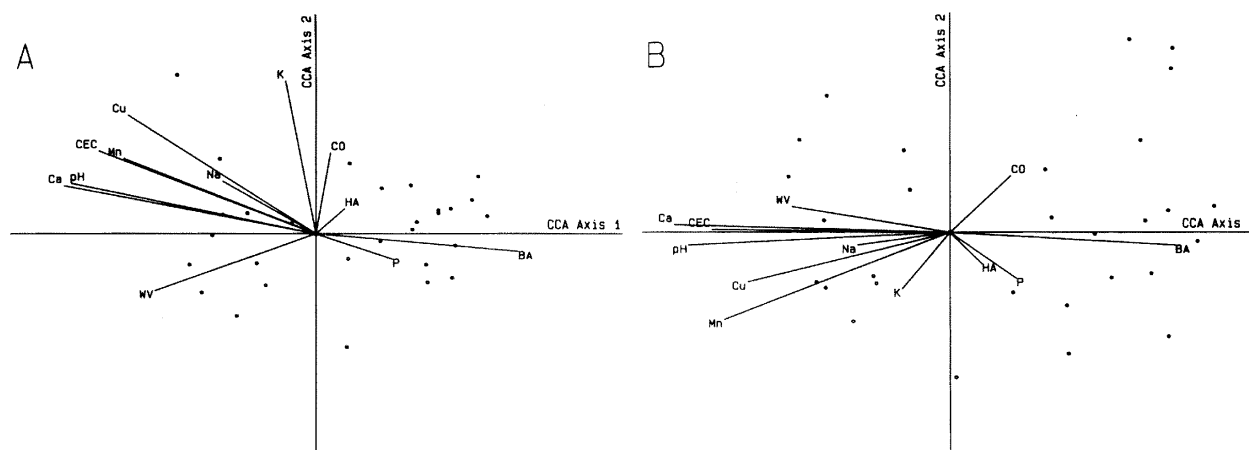 A
CCA Axis 2
K
Cu
CEC
Mn
CO
Na
Ca
pH
HA
CCA Axis 1
P
BA
WV
B
CCA Axis 2
CO
WV
Ca
CEC
CCA Axis
pH
Na
BA
HA
P
Cu
K
Mn